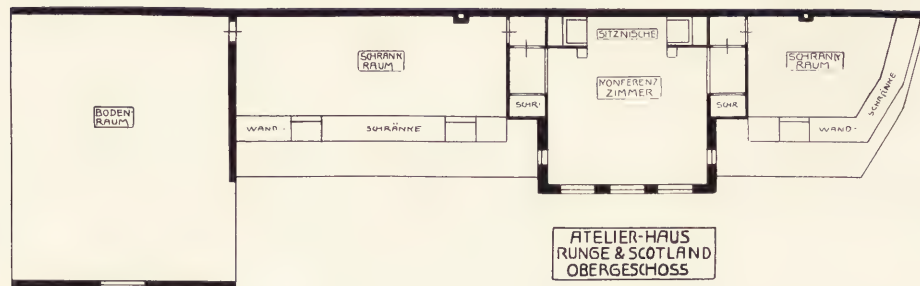 SITZNISCHE
SCHRANK
RAUM
KONFERENZ
ZIMMER
SCHRANK
RAUM
SCHRÄNKE
BODEN-
RAUM
SCHR.
SCHR.
WAND-
SCHRÄNKE
WAND-
ATELIER-HAUS
RUNGE & SCOTLAND
OBERGESCHOSS